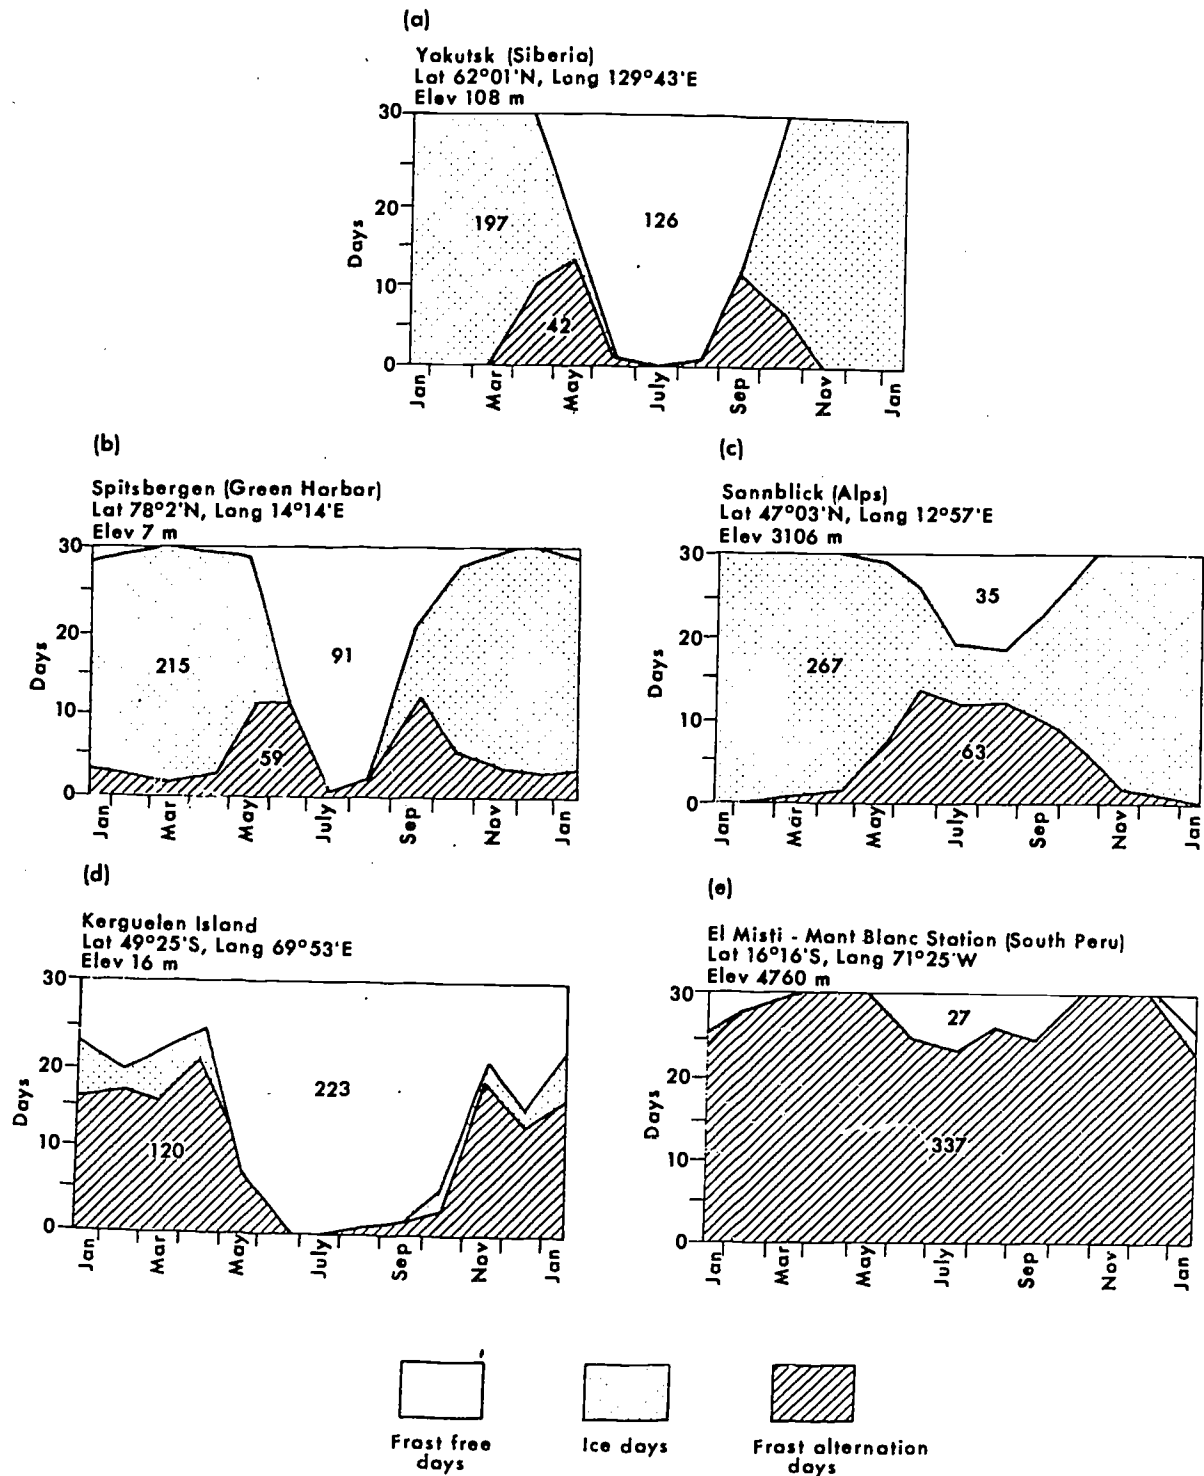 (a)
Yakutsk (Siberia)
Lat 62°01'N, Long 129°43'E
Elev 108 m
30
20
10
0
Days
197
126
42
Jan
Mar
May
July
Sep
Nov
Jan
(b)
Spitsbergen (Green Harbor)
Lat 78°2'N, Long 14°14'E
Elev 7 m
30
20
10
0
Days
215
91
59
Jan
Mar
May
July
Sep
Nov
Jan
(c)
Sonnblick (Alps)
Lat 47°03'N, Long 12°57'E
Elev 3106 m
30
20
10
0
Days
35
267
63
Jan
Mar
May
July
Sep
Nov
Jan
(d)
Kerguelen Island
Lat 49°25'S, Long 69°53'E
Elev 16 m
30
20
10
0
Days
223
120
Jan
Mar
May
July
Sep
Nov
Jan
(e)
El Misti - Mont Blanc Station (South Peru)
Lat 16°16'S, Long 71°25'W
Elev 4760 m
30
20
10
0
Days
27
337
Jan
Mar
May
July
Sep
Nov
Jan
Frost free
days
Ice days
Frost alternation
days